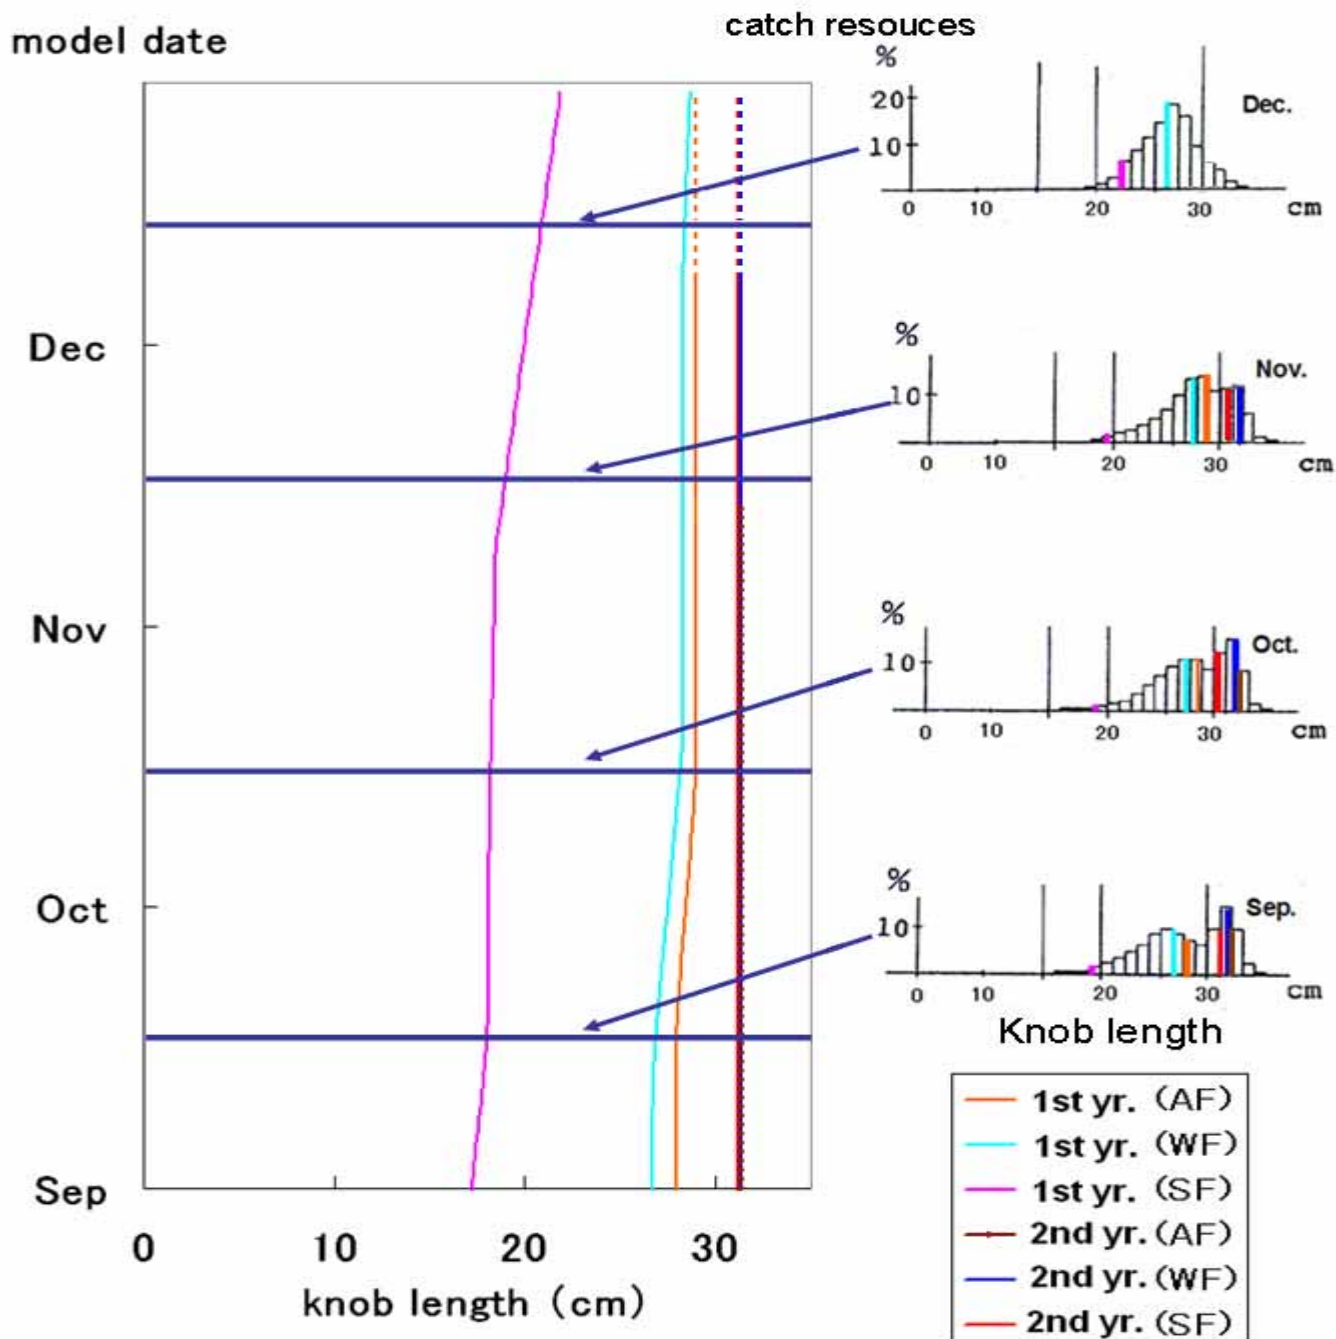 catch resouces
model date
%
20
10
Dec.
0 10 20 30 cm
Dec
%
10
Nov.
0 10 20 30 cm
Nov
%
10
Oct.
0 10 20 30 cm
Oct
%
10
Sep.
0 10 20 30 cm
Knob length
Sep
0 10 20 30
knob length (cm)
1st yr. (AF)
1st yr. (WF)
1st yr. (SF)
2nd yr. (AF)
2nd yr. (WF)
2nd yr. (SF)